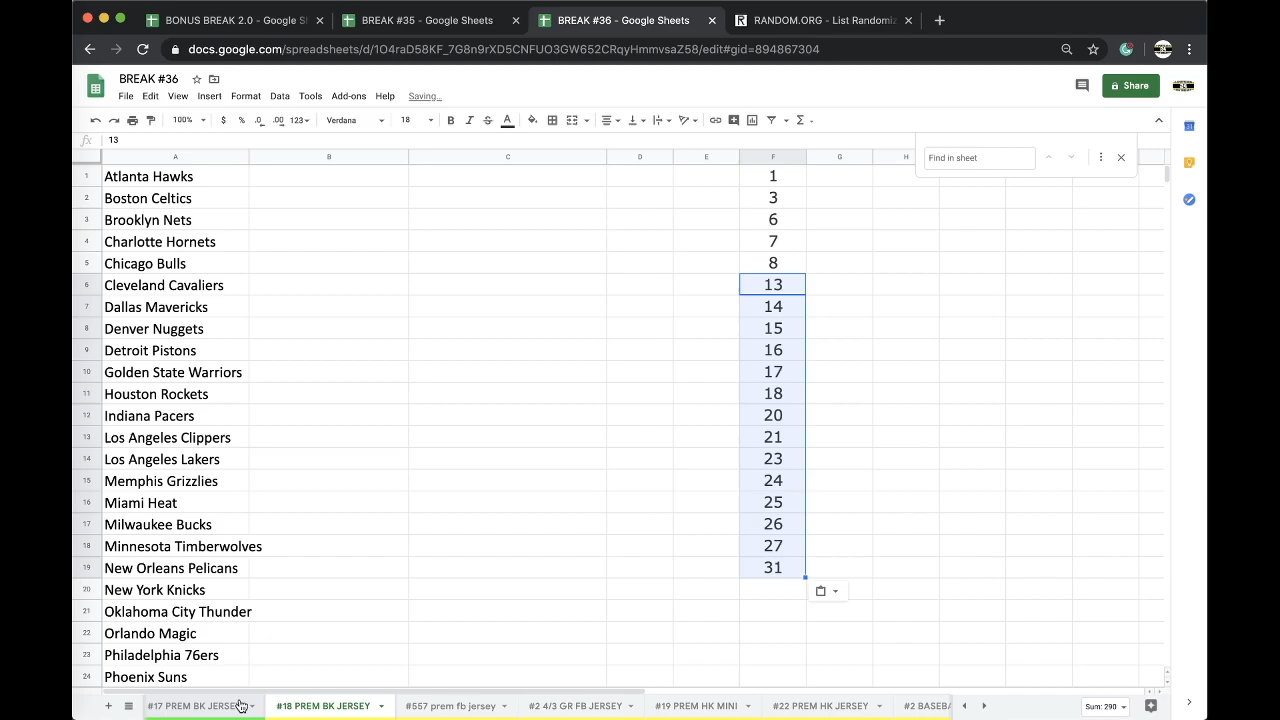 BONUS BREAK 2.0 - Google S
BREAK #35 - Google Sheets
BREAK #36 - Google Sheets
RANDOM.ORG - List Randomiz
docs.google.com/spreadsheets/d/1O4raD58KF_7G8n9rXD5CNFUO3GW652CRqyHmmvsaZ58/edit#gid=894867304
BREAK #36
File Edit View Insert Format Data Tools Add-ons Help Saving...
Share
100% $ % .0 .00 123 Verdana 18 B I S A
fx 13
Find in sheet
A B C D E F G H
1 Atlanta Hawks 1
2 Boston Celtics 3
3 Brooklyn Nets 6
4 Charlotte Hornets 7
5 Chicago Bulls 8
6 Cleveland Cavaliers 13
7 Dallas Mavericks 14
8 Denver Nuggets 15
9 Detroit Pistons 16
10 Golden State Warriors 17
11 Houston Rockets 18
12 Indiana Pacers 20
13 Los Angeles Clippers 21
14 Los Angeles Lakers 23
15 Memphis Grizzlies 24
16 Miami Heat 25
17 Milwaukee Bucks 26
18 Minnesota Timberwolves 27
19 New Orleans Pelicans 31
20 New York Knicks
21 Oklahoma City Thunder
22 Orlando Magic
23 Philadelphia 76ers
24 Phoenix Suns
#17 PREM BK JERSEY #18 PREM BK JERSEY #557 prem fb jersey #2 4/3 GR FB JERSEY #19 PREM HK MINI #22 PREM HK JERSEY #2 BASEBA Sum: 290